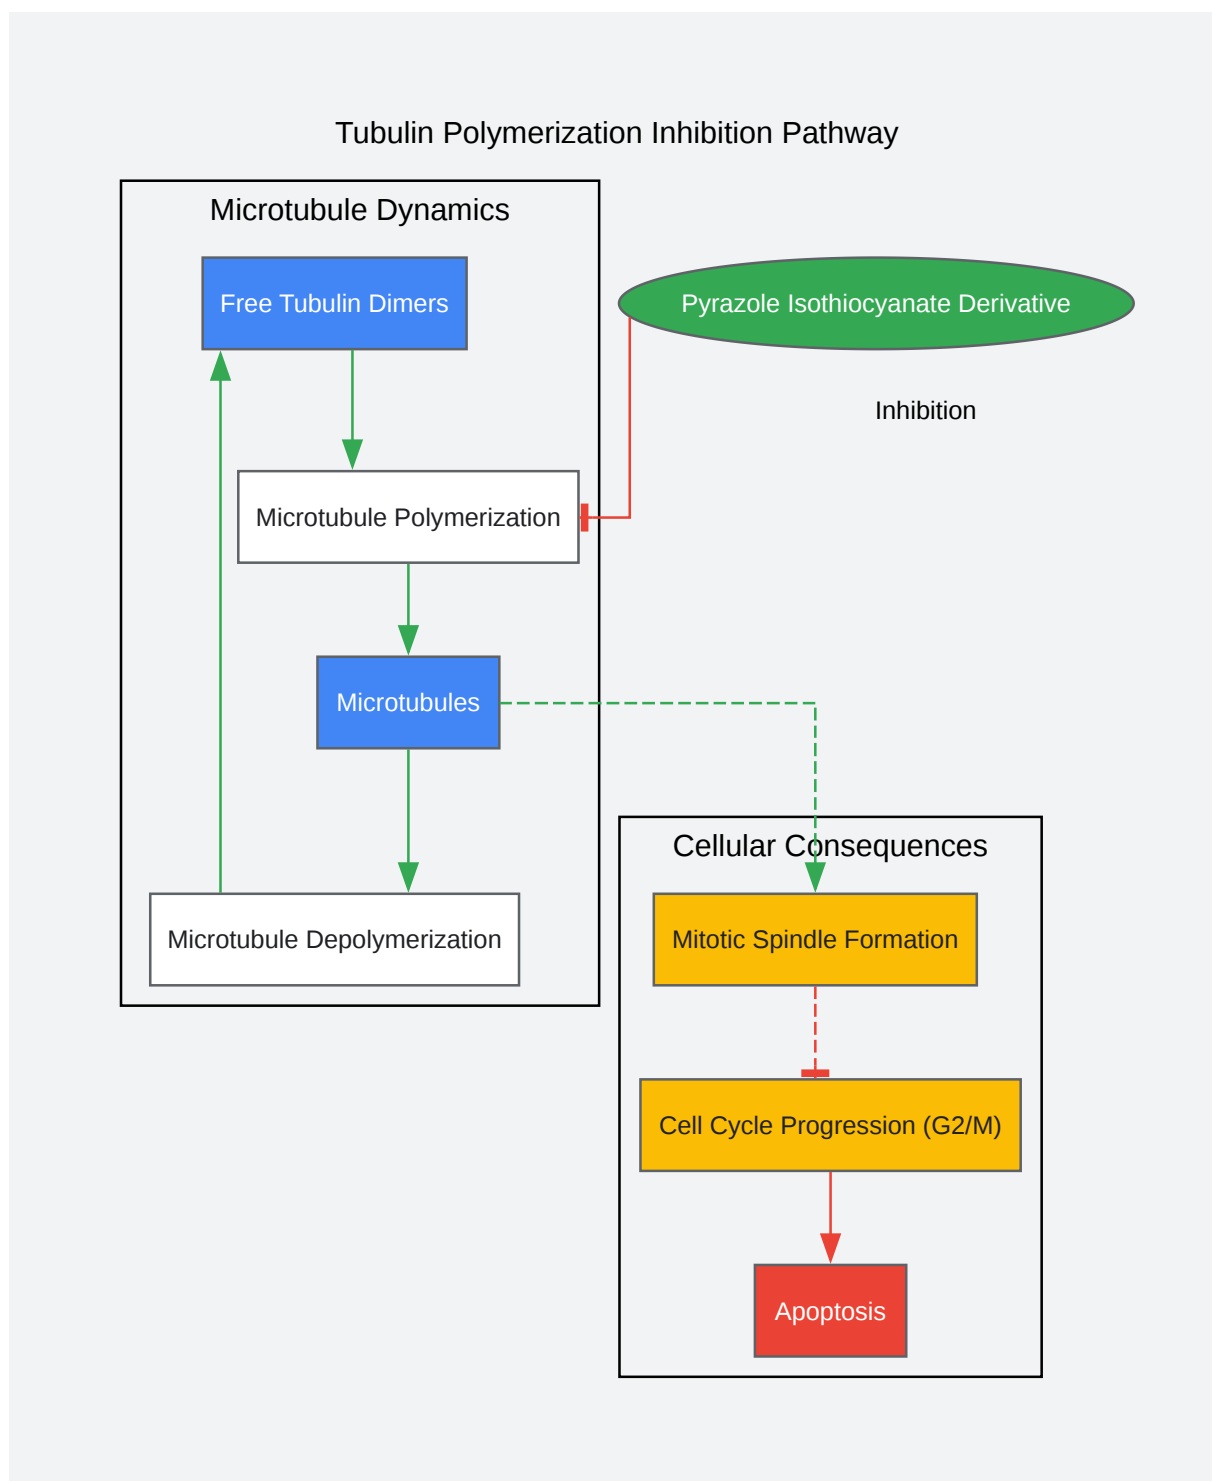 Tubulin Polymerization Inhibition Pathway
Microtubule Dynamics
Free Tubulin Dimers
Pyrazole Isothiocyanate Derivative
Inhibition
Microtubule Polymerization
Microtubules
Cellular Consequences
Microtubule Depolymerization
Mitotic Spindle Formation
Cell Cycle Progression (G2/M)
Apoptosis